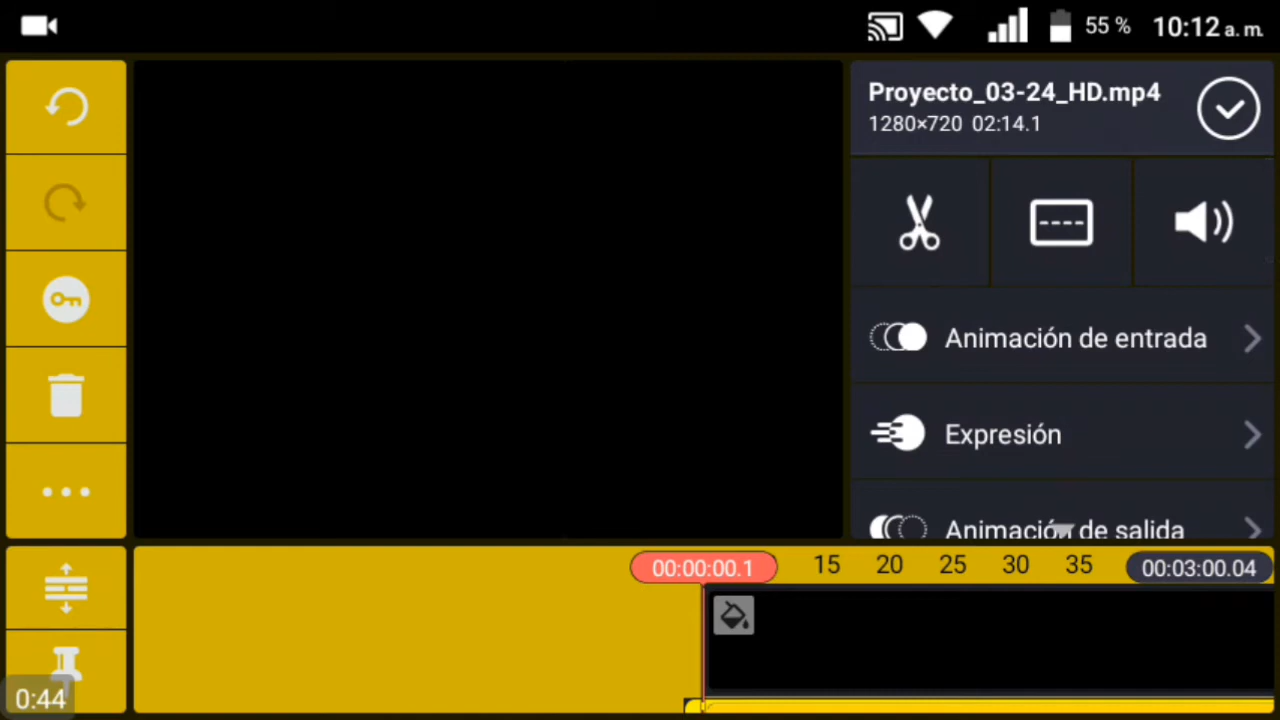 55 % 10:12 a. m.
Proyecto_03-24_HD.mp4
1280×720 02:14.1
Animación de entrada
Expresión
Animación de salida
00:00:00.1 15 20 25 30 35 00:03:00.04
0:44